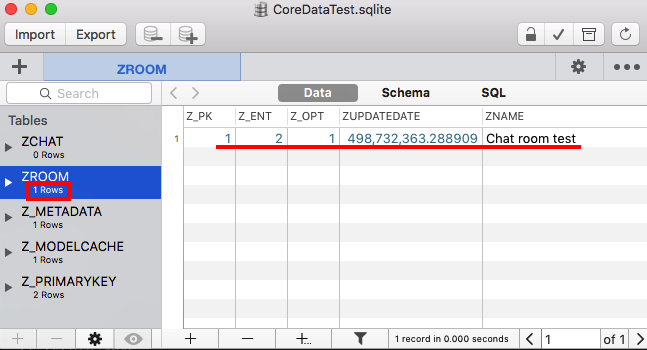 CoreDataTest.sqlite
Import Export
ZROOM
Search
Data Schema SQL
Tables
ZCHAT
0 Rows
ZROOM
1 Rows
Z_METADATA
1 Rows
Z_MODELCACHE
1 Rows
Z_PRIMARYKEY
2 Rows
Z_PK Z_ENT Z_OPT ZUPDATEDATE ZNAME
1 1 2 1 498,732,363.288909 Chat room test
1 record in 0.000 seconds 1 of 1